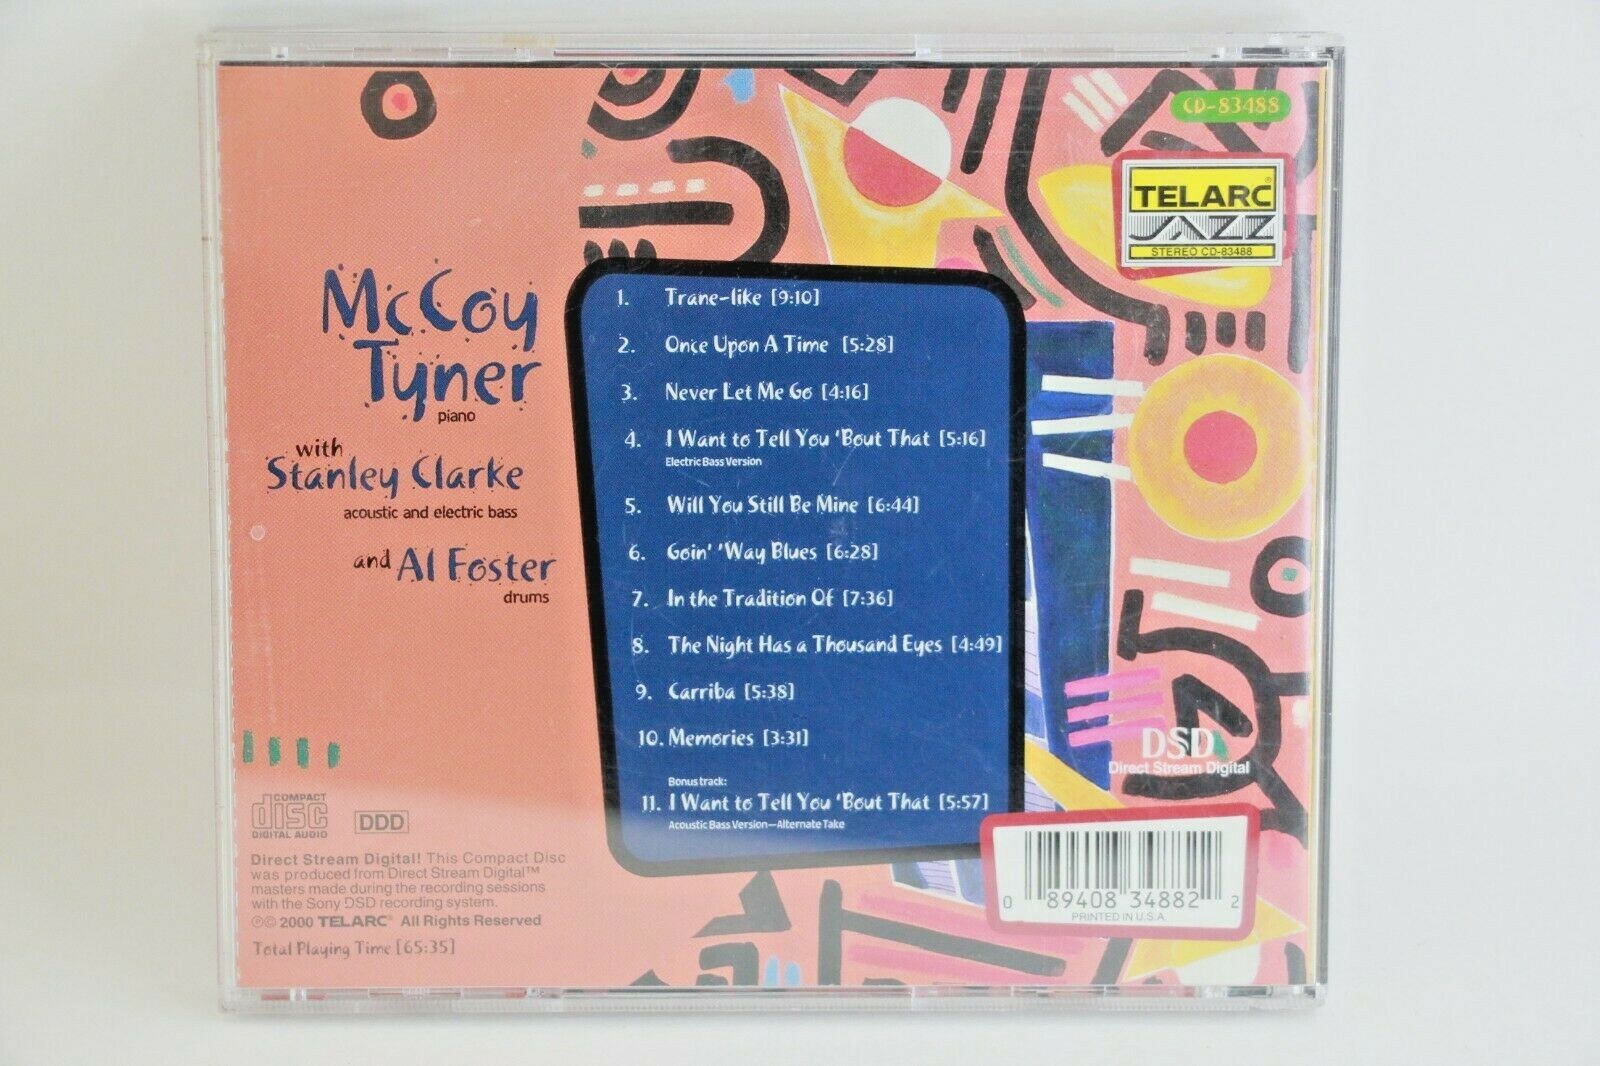 CD-83488
TELARC®
JAZZ
STEREO CD-83488
McCoy
Tyner
piano
with
Stanley Clarke
acoustic and electric bass
and Al Foster
drums
1. Trane-like [9:10]
2. Once Upon A Time [5:28]
3. Never Let Me Go [4:16]
4. I Want to Tell You 'Bout That [5:16]
Electric Bass Version
5. Will You Still Be Mine [6:44]
6. Goin' 'Way Blues [6:28]
7. In the Tradition Of [7:36]
8. The Night Has a Thousand Eyes [4:49]
9. Carriba [5:38]
10. Memories [3:31]
Bonus track:
11. I Want to Tell You 'Bout That [5:57]
Acoustic Bass Version—Alternate Take
DSD
Direct Stream Digital
COMPACT
disc
DIGITAL AUDIO
DDD
Direct Stream Digital! This Compact Disc
was produced from Direct Stream Digital™
masters made during the recording sessions
with the Sony DSD recording system.
℗© 2000 TELARC® All Rights Reserved
Total Playing Time [65:35]
0 89408 34882 2
PRINTED IN U.S.A.